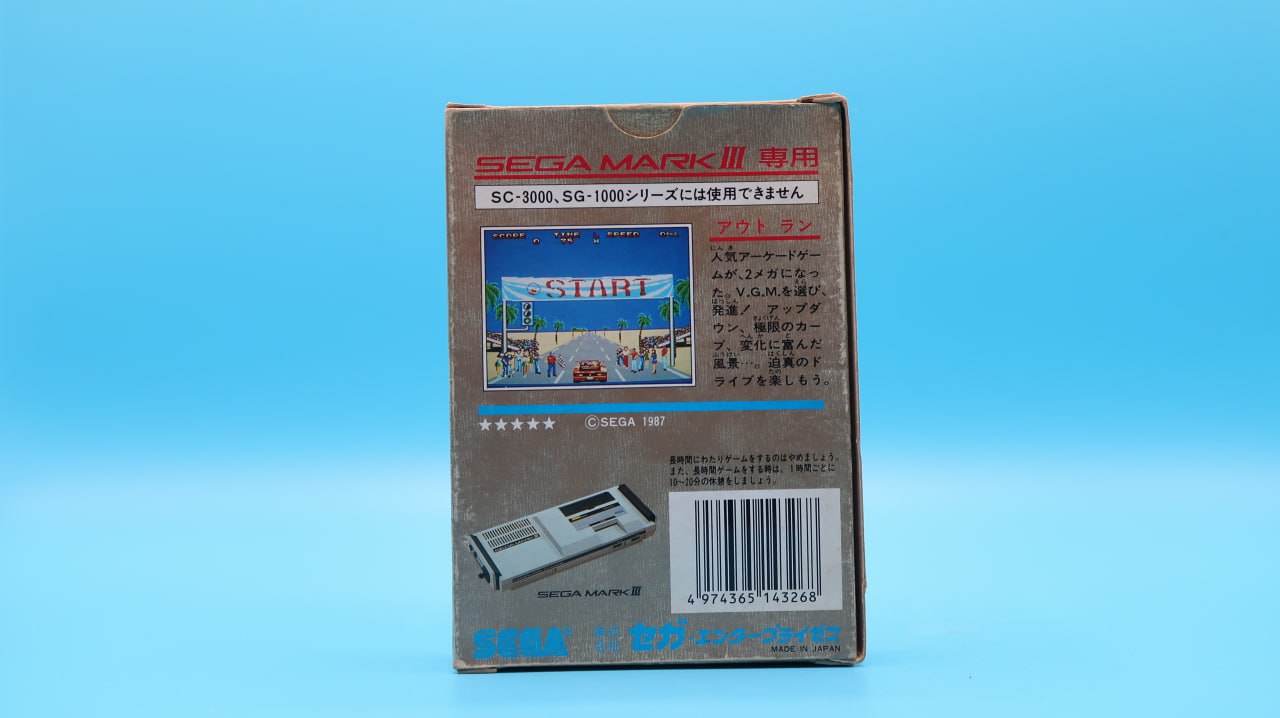 SEGA MARK III 専用
SC-3000、SG-1000シリーズには使用できません
SCORE 0 TIME 75 SPEED 0
START
アウト ラン
人気アーケードゲー
ムが、2メガになっ
た。V.G.M.を選び、
発進！ アップダ
ウン、極限のカー
ブ、変化に富んだ
風景…。迫真のド
ライブを楽しもう。
★★★★★ ©SEGA 1987
長時間にわたりゲームをするのはやめましょう。
また、長時間ゲームをする時は、1時間ごとに
10〜20分の休憩をしましょう。
SEGA MARK III
4 974365 143268
SEGA 株式会社 セガ・エンタープライゼス
MADE IN JAPAN